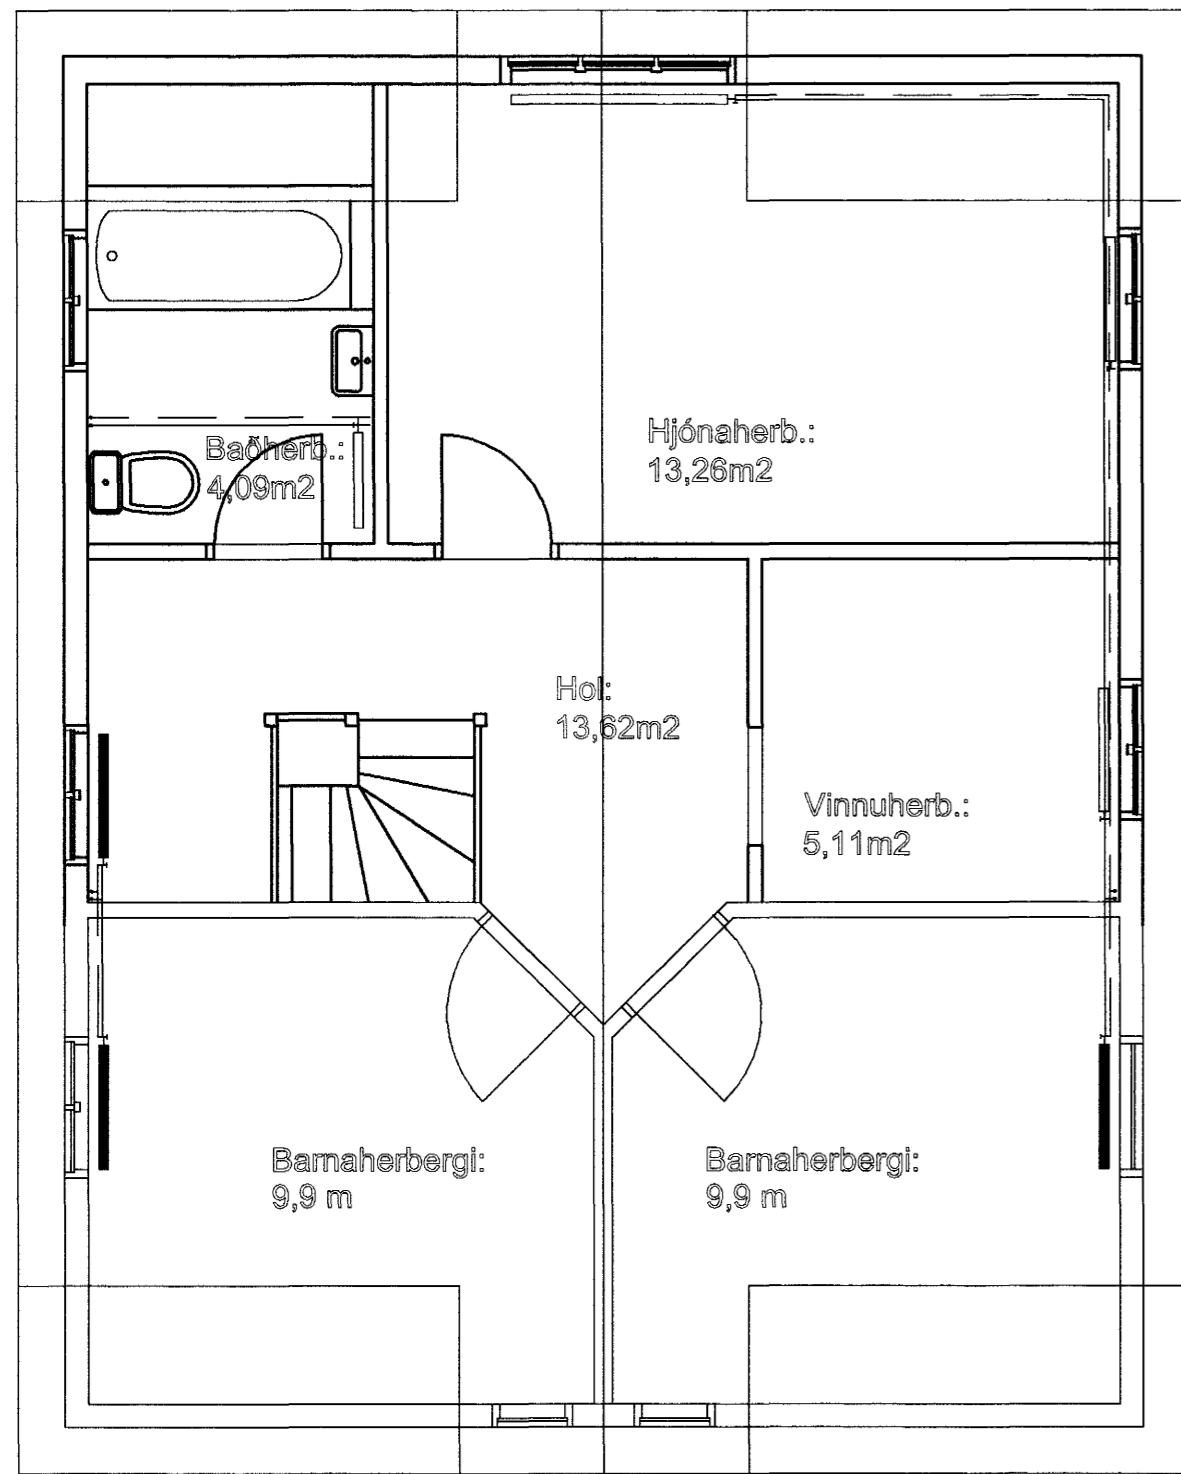 Baðherb.:
4,09m2
Hjónaherb.:
13,26m2
Hol:
13,62m2
Vinnuherb.:
5,11m2
Barnaherbergi:
9,9 m
Barnaherbergi:
9,9 m